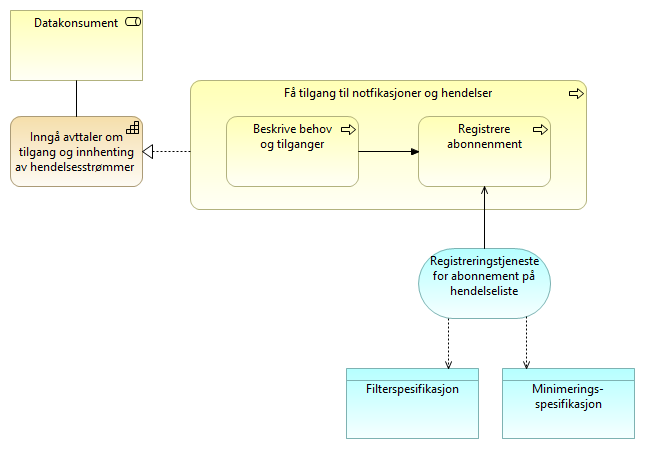 Datakonsument
Inngå avttaler om
tilgang og innhenting
av hendelsesstrømmer
Få tilgang til notfikasjoner og hendelser
Beskrive behov
og tilganger
Registrere
abonnenment
Registreringstjeneste
for abonnement på
hendelseliste
Filterspesifikasjon
Minimerings-
spesifikasjon